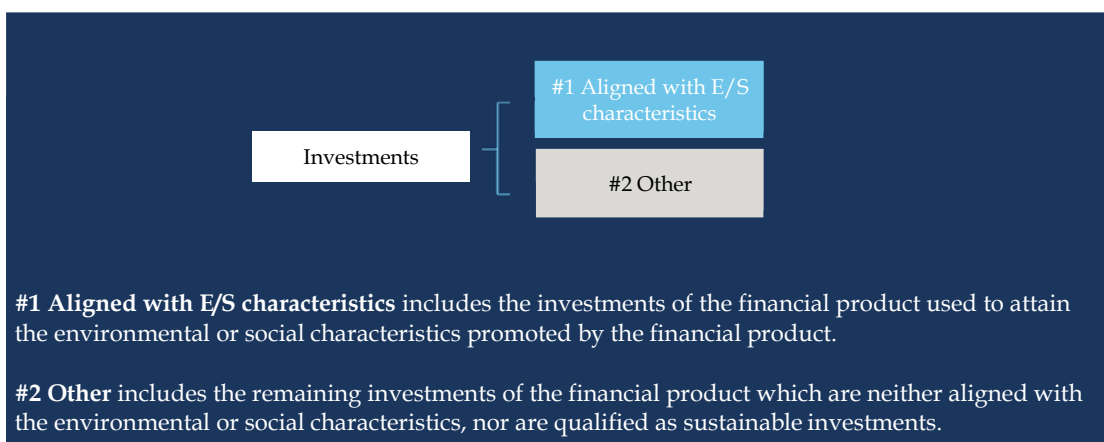 #1 Aligned with E/S
characteristics
Investments
#2 Other
#1 Aligned with E/S characteristics includes the investments of the financial product used to attain
the environmental or social characteristics promoted by the financial product.
#2 Other includes the remaining investments of the financial product which are neither aligned with
the environmental or social characteristics, nor are qualified as sustainable investments.